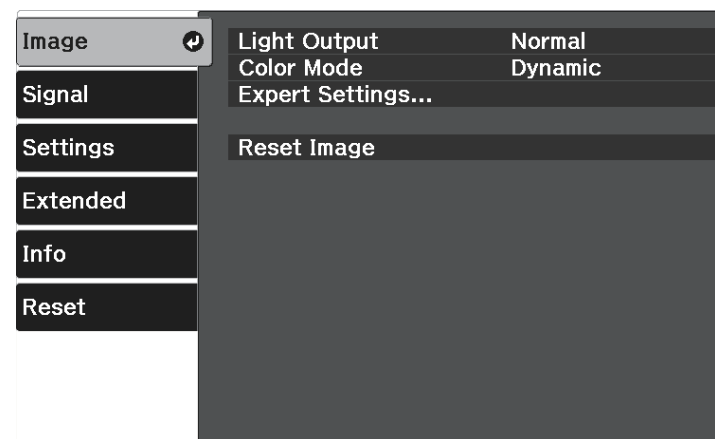 Image
Signal
Settings
Extended
Info
Reset
Light Output Normal
Color Mode Dynamic
Expert Settings...
Reset Image